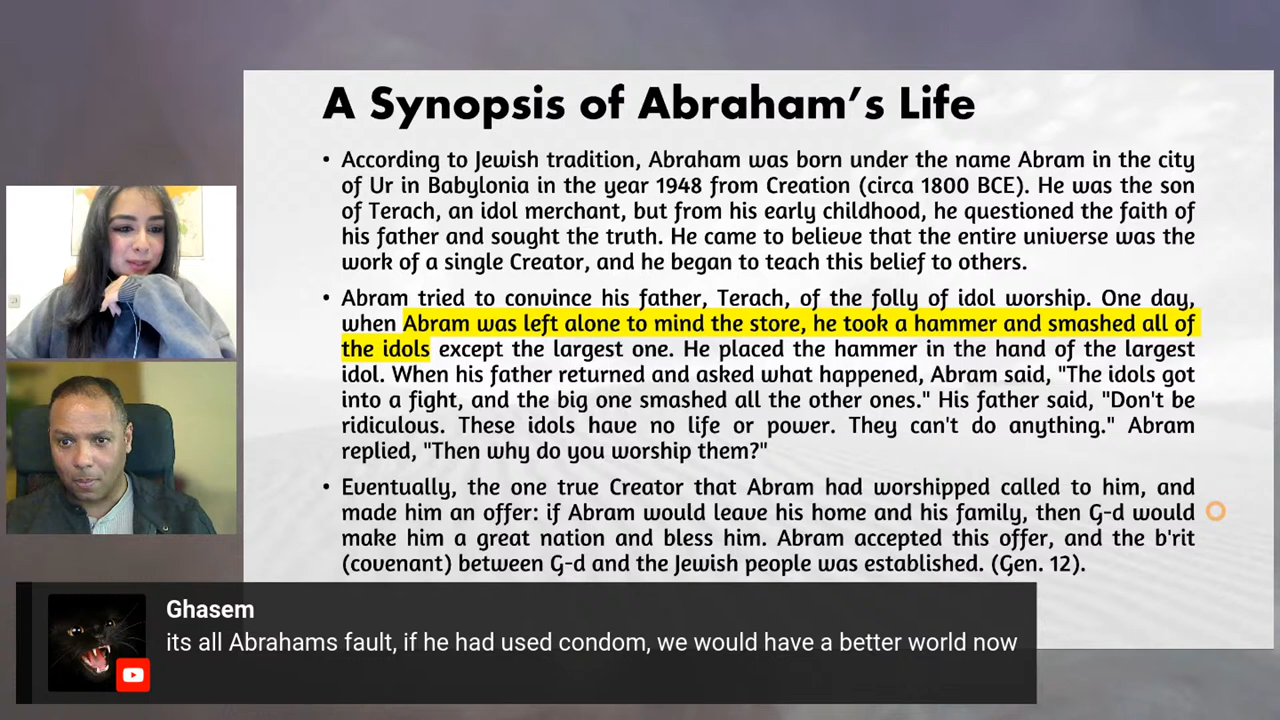 A Synopsis of Abraham's Life
• According to Jewish tradition, Abraham was born under the name Abram in the city
of Ur in Babylonia in the year 1948 from Creation (circa 1800 BCE). He was the son
of Terach, an idol merchant, but from his early childhood, he questioned the faith of
his father and sought the truth. He came to believe that the entire universe was the
work of a single Creator, and he began to teach this belief to others.
• Abram tried to convince his father, Terach, of the folly of idol worship. One day,
when Abram was left alone to mind the store, he took a hammer and smashed all of
the idols except the largest one. He placed the hammer in the hand of the largest
idol. When his father returned and asked what happened, Abram said, "The idols got
into a fight, and the big one smashed all the other ones." His father said, "Don't be
ridiculous. These idols have no life or power. They can't do anything." Abram
replied, "Then why do you worship them?"
• Eventually, the one true Creator that Abram had worshipped called to him, and
made him an offer: if Abram would leave his home and his family, then G-d would
make him a great nation and bless him. Abram accepted this offer, and the b'rit
(covenant) between G-d and the Jewish people was established. (Gen. 12).
Ghasem
its all Abrahams fault, if he had used condom, we would have a better world now